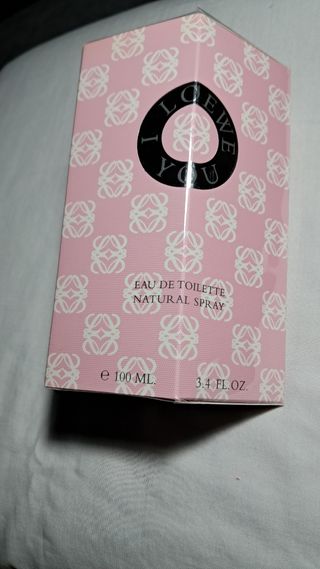 I LOEWE YOU
EAU DE TOILETTE
NATURAL SPRAY
℮ 100 ML. 3.4 FL.OZ.